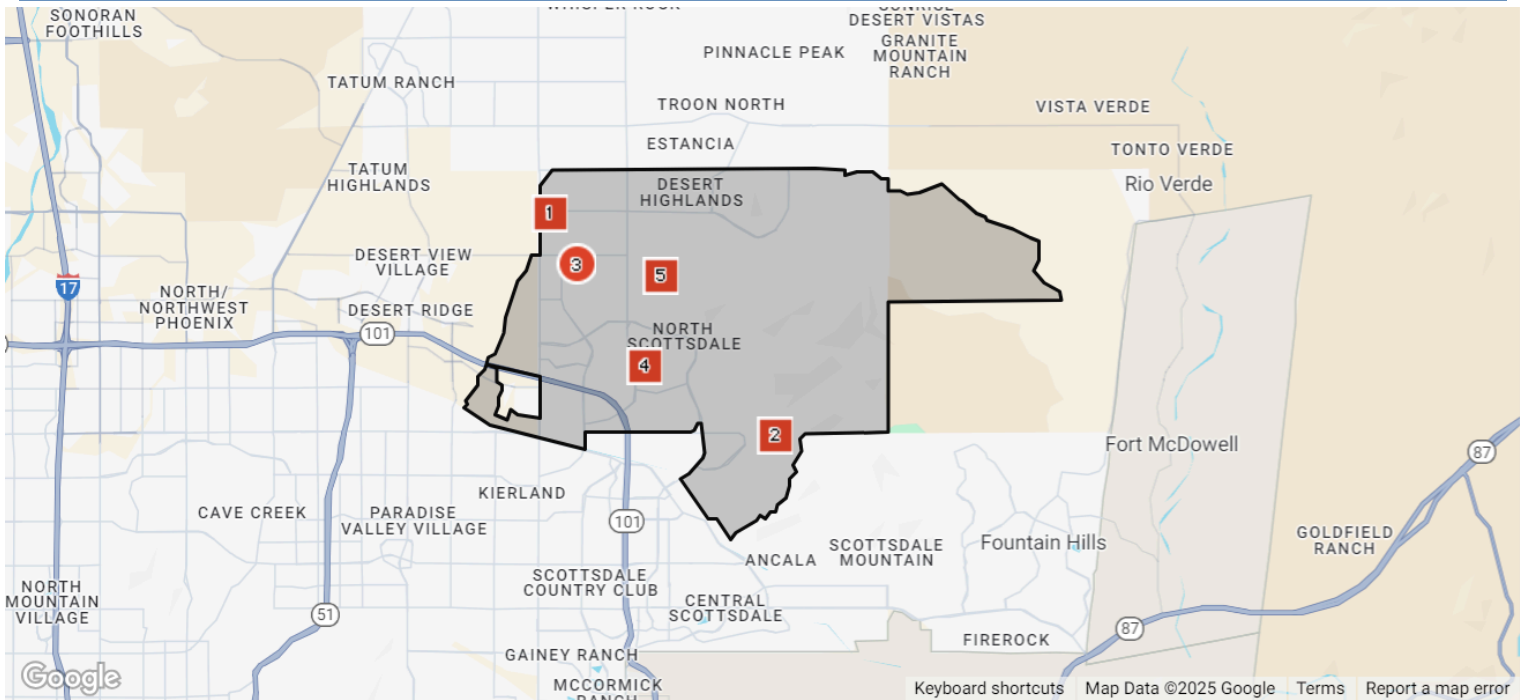 SONORAN
FOOTHILLS
WHISPER ROCK
SUNRISE
DESERT VISTAS
GRANITE
MOUNTAIN
RANCH
PINNACLE PEAK
TATUM RANCH
TROON NORTH
VISTA VERDE
ESTANCIA
TONTO VERDE
TATUM
HIGHLANDS
DESERT
HIGHLANDS
Rio Verde
1
DESERT VIEW
VILLAGE
3
5
17
NORTH/
NORTHWEST
PHOENIX
DESERT RIDGE
101
NORTH
SCOTTSDALE
4
2
Fort McDowell
87
KIERLAND
CAVE CREEK
PARADISE
VALLEY VILLAGE
101
GOLDFIELD
RANCH
ANCALA
SCOTTSDALE
MOUNTAIN
Fountain Hills
NORTH
MOUNTAIN
VILLAGE
SCOTTSDALE
COUNTRY CLUB
CENTRAL
SCOTTSDALE
51
87
FIREROCK
GAINEY RANCH
MCCORMICK
RANCH
Google
Keyboard shortcuts
Map Data ©2025 Google
Terms
Report a map error